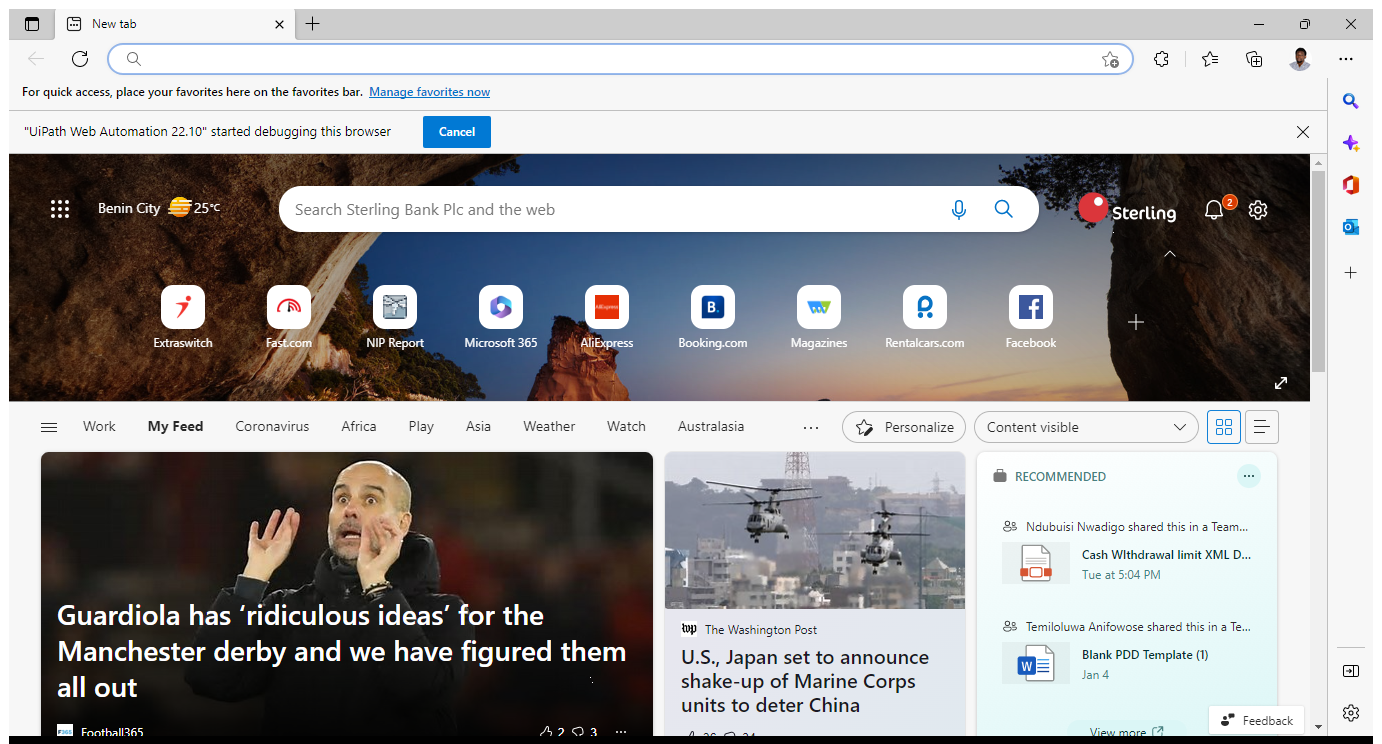 New tab
For quick access, place your favorites here on the favorites bar. Manage favorites now
"UiPath Web Automation 22.10" started debugging this browser
Cancel
Benin City
25°C
Search Sterling Bank Plc and the web
Sterling
2
Extraswitch
Fast.com
NIP Report
Microsoft 365
AliExpress
AliExpress
B.
Booking.com
Magazines
Rentalcars.com
Facebook
Work
My Feed
Coronavirus
Africa
Play
Asia
Weather
Watch
Australasia
Personalize
Content visible
Guardiola has ‘ridiculous ideas’ for the
Manchester derby and we have figured them
all out
F365
Football365
2
3
wp
The Washington Post
U.S., Japan set to announce
shake-up of Marine Corps
units to deter China
RECOMMENDED
Ndubuisi Nwadigo shared this in a Team...
Cash WIthdrawal limit XML D...
Tue at 5:04 PM
Temiloluwa Anifowose shared this in a Te...
W
Blank PDD Template (1)
Jan 4
View more
Feedback